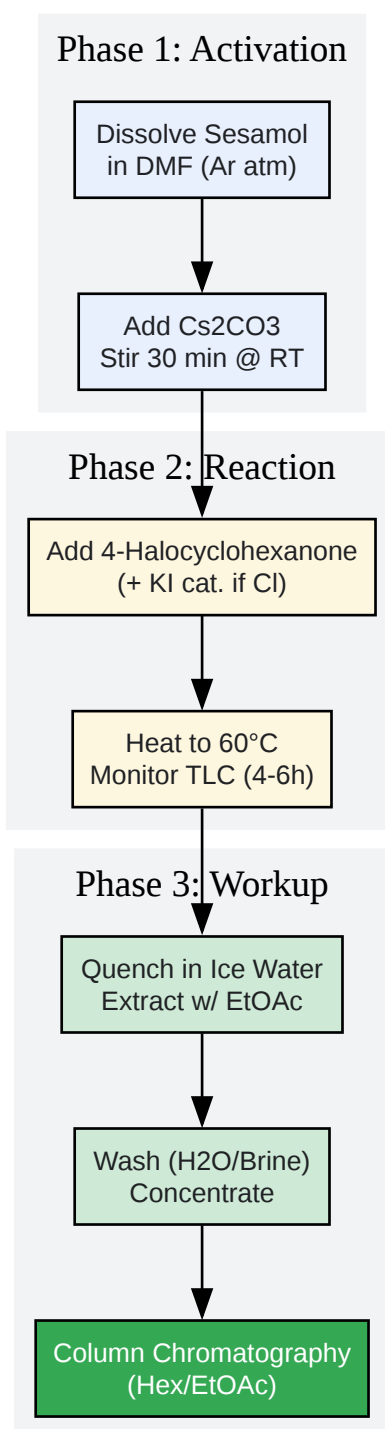 Phase 1: Activation
Dissolve Sesamol
in DMF (Ar atm)
Add Cs2CO3
Stir 30 min @ RT
Phase 2: Reaction
Add 4-Halocyclohexanone
(+ KI cat. if Cl)
Heat to 60°C
Monitor TLC (4-6h)
Phase 3: Workup
Quench in Ice Water
Extract w/ EtOAc
Wash (H2O/Brine)
Concentrate
Column Chromatography
(Hex/EtOAc)